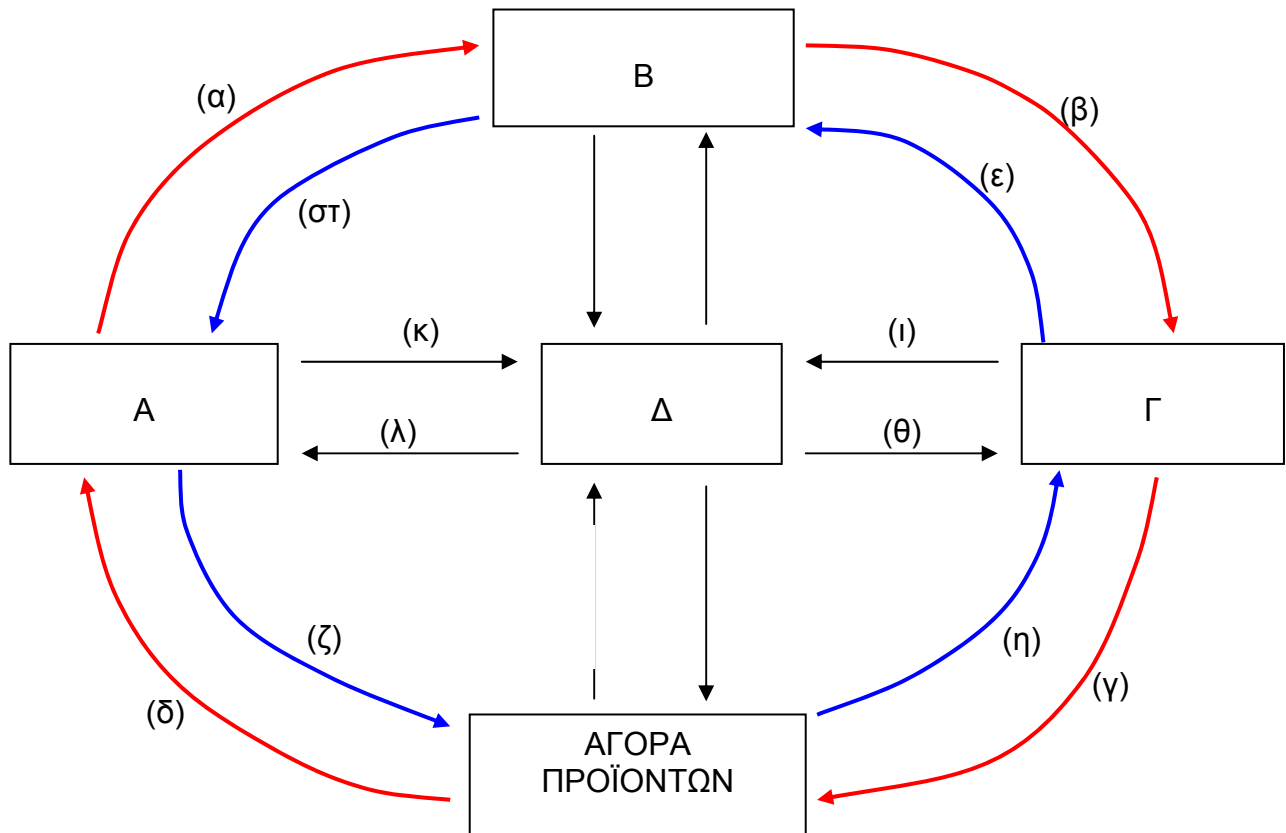 Β
(α)
(β)
(ε)
(στ)
(κ)
(ι)
Α
Δ
Γ
(λ)
(θ)
(ζ)
(η)
(δ)
(γ)
ΑΓΟΡΑ
ΠΡΟΪΟΝΤΩΝ